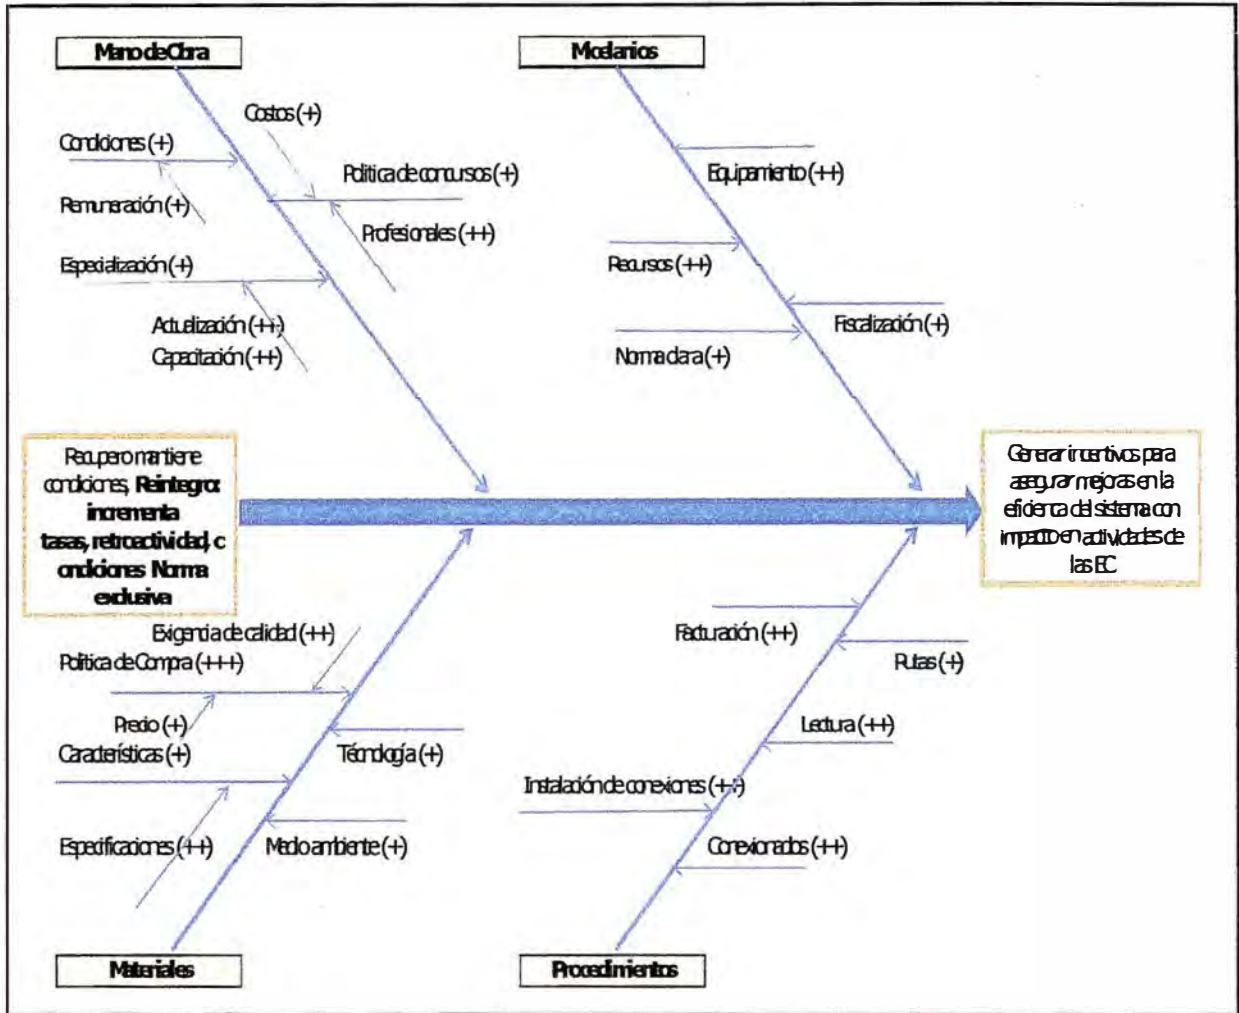 Mano de Obra
Costos (+)
Condiciones (+)
Política de concursos (+)
Remuneración (+)
Profesionales (++)
Especialización (+)
Actualización (++)
Capacitación (++)
Equipamiento (++)
Recursos (++)
Fiscalización (+)
Norma clara (+)
Recupero mantiene
condiciones, Reintegro:
incrementa
tasas, retroactividad, c
ondiciones Norma
exclusiva
Generar incentivos para
asegurar mejoras en la
eficienca del sistema con
impacto en actividades de
las EC
Exigencia de calidad (++)
Política de Compra (+++)
Precio (+)
Características (+)
Técnología (+)
Especificaciones (++)
Medio ambiente (+)
Facturación (++)
Rutas (+)
Lectura (++)
Instalación de conexiones (++)
Conexionados (++)
Materiales
Procedimientos